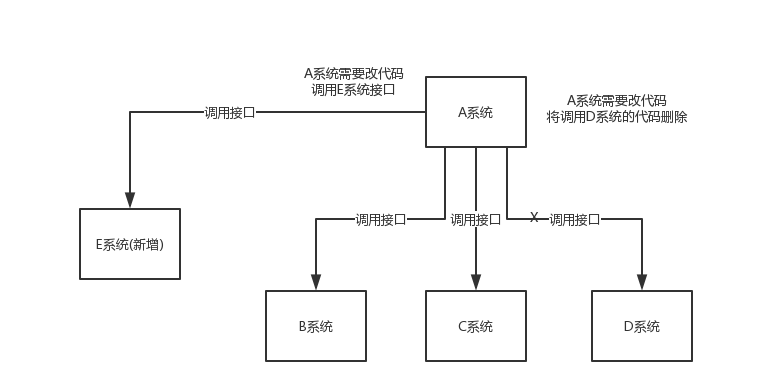 A系统需要改代码
调用E系统接口
A系统
A系统需要改代码
将调用D系统的代码删除
调用接口
调用接口
调用接口
X
调用接口
E系统(新增)
B系统
C系统
D系统